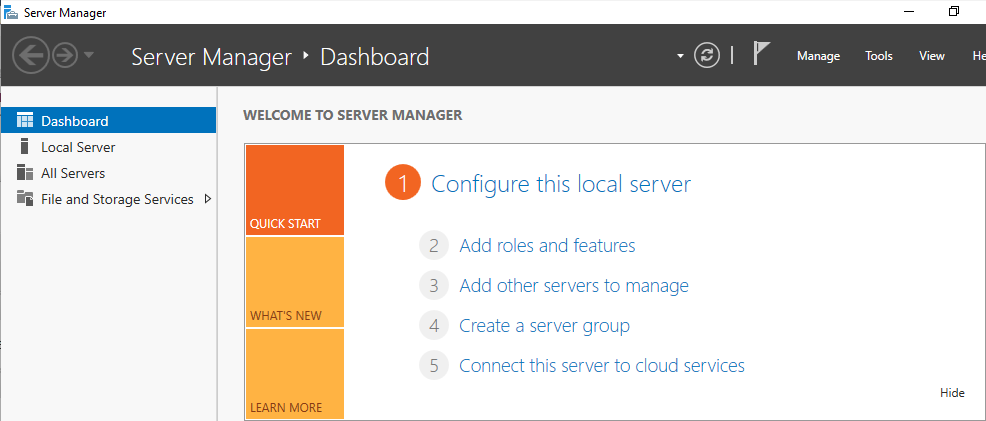 Server Manager
Server Manager ‣ Dashboard
Manage Tools View He
Dashboard
Local Server
All Servers
File and Storage Services
WELCOME TO SERVER MANAGER
QUICK START
WHAT'S NEW
LEARN MORE
1 Configure this local server
2 Add roles and features
3 Add other servers to manage
4 Create a server group
5 Connect this server to cloud services
Hide